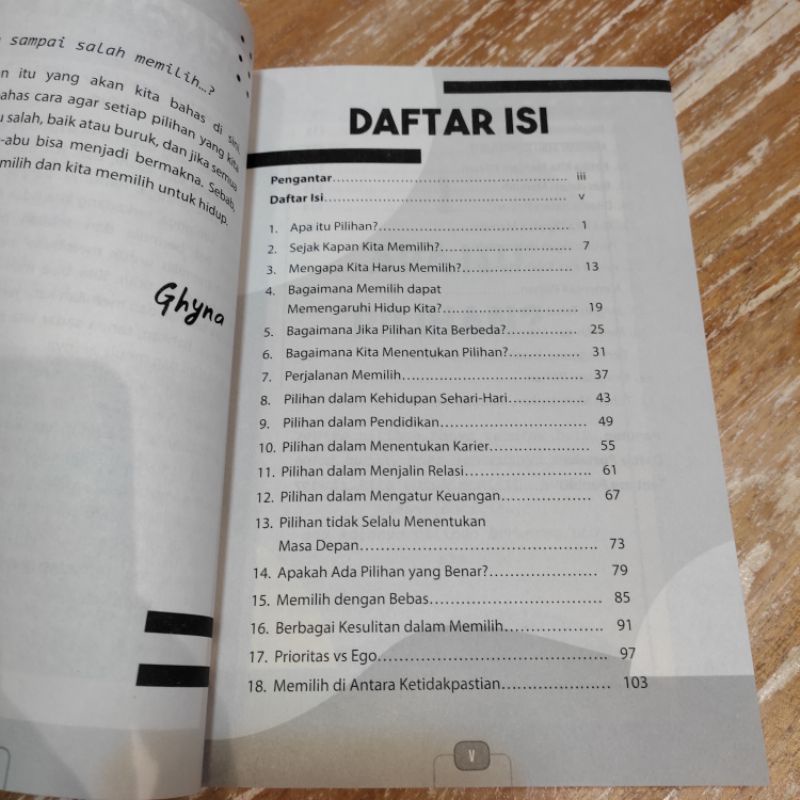 sampai salah memilih...?
itu yang akan kita bahas di sini,
bahas cara agar setiap pilihan yang kita
salah, baik atau buruk, dan jika semua
-abu bisa menjadi bermakna. Sebab,
milih dan kita memilih untuk hidup.
Ghyna
DAFTAR ISI
Pengantar.......... iii
Daftar Isi.......... v
1. Apa itu Pilihan?.......... 1
2. Sejak Kapan Kita Memilih?.......... 7
3. Mengapa Kita Harus Memilih?.......... 13
4. Bagaimana Memilih dapat
Memengaruhi Hidup Kita?.......... 19
5. Bagaimana Jika Pilihan Kita Berbeda?.......... 25
6. Bagaimana Kita Menentukan Pilihan?.......... 31
7. Perjalanan Memilih.......... 37
8. Pilihan dalam Kehidupan Sehari-Hari.......... 43
9. Pilihan dalam Pendidikan.......... 49
10. Pilihan dalam Menentukan Karier.......... 55
11. Pilihan dalam Menjalin Relasi.......... 61
12. Pilihan dalam Mengatur Keuangan.......... 67
13. Pilihan tidak Selalu Menentukan
Masa Depan.......... 73
14. Apakah Ada Pilihan yang Benar?.......... 79
15. Memilih dengan Bebas.......... 85
16. Berbagai Kesulitan dalam Memilih.......... 91
17. Prioritas vs Ego.......... 97
18. Memilih di Antara Ketidakpastian.......... 103
V